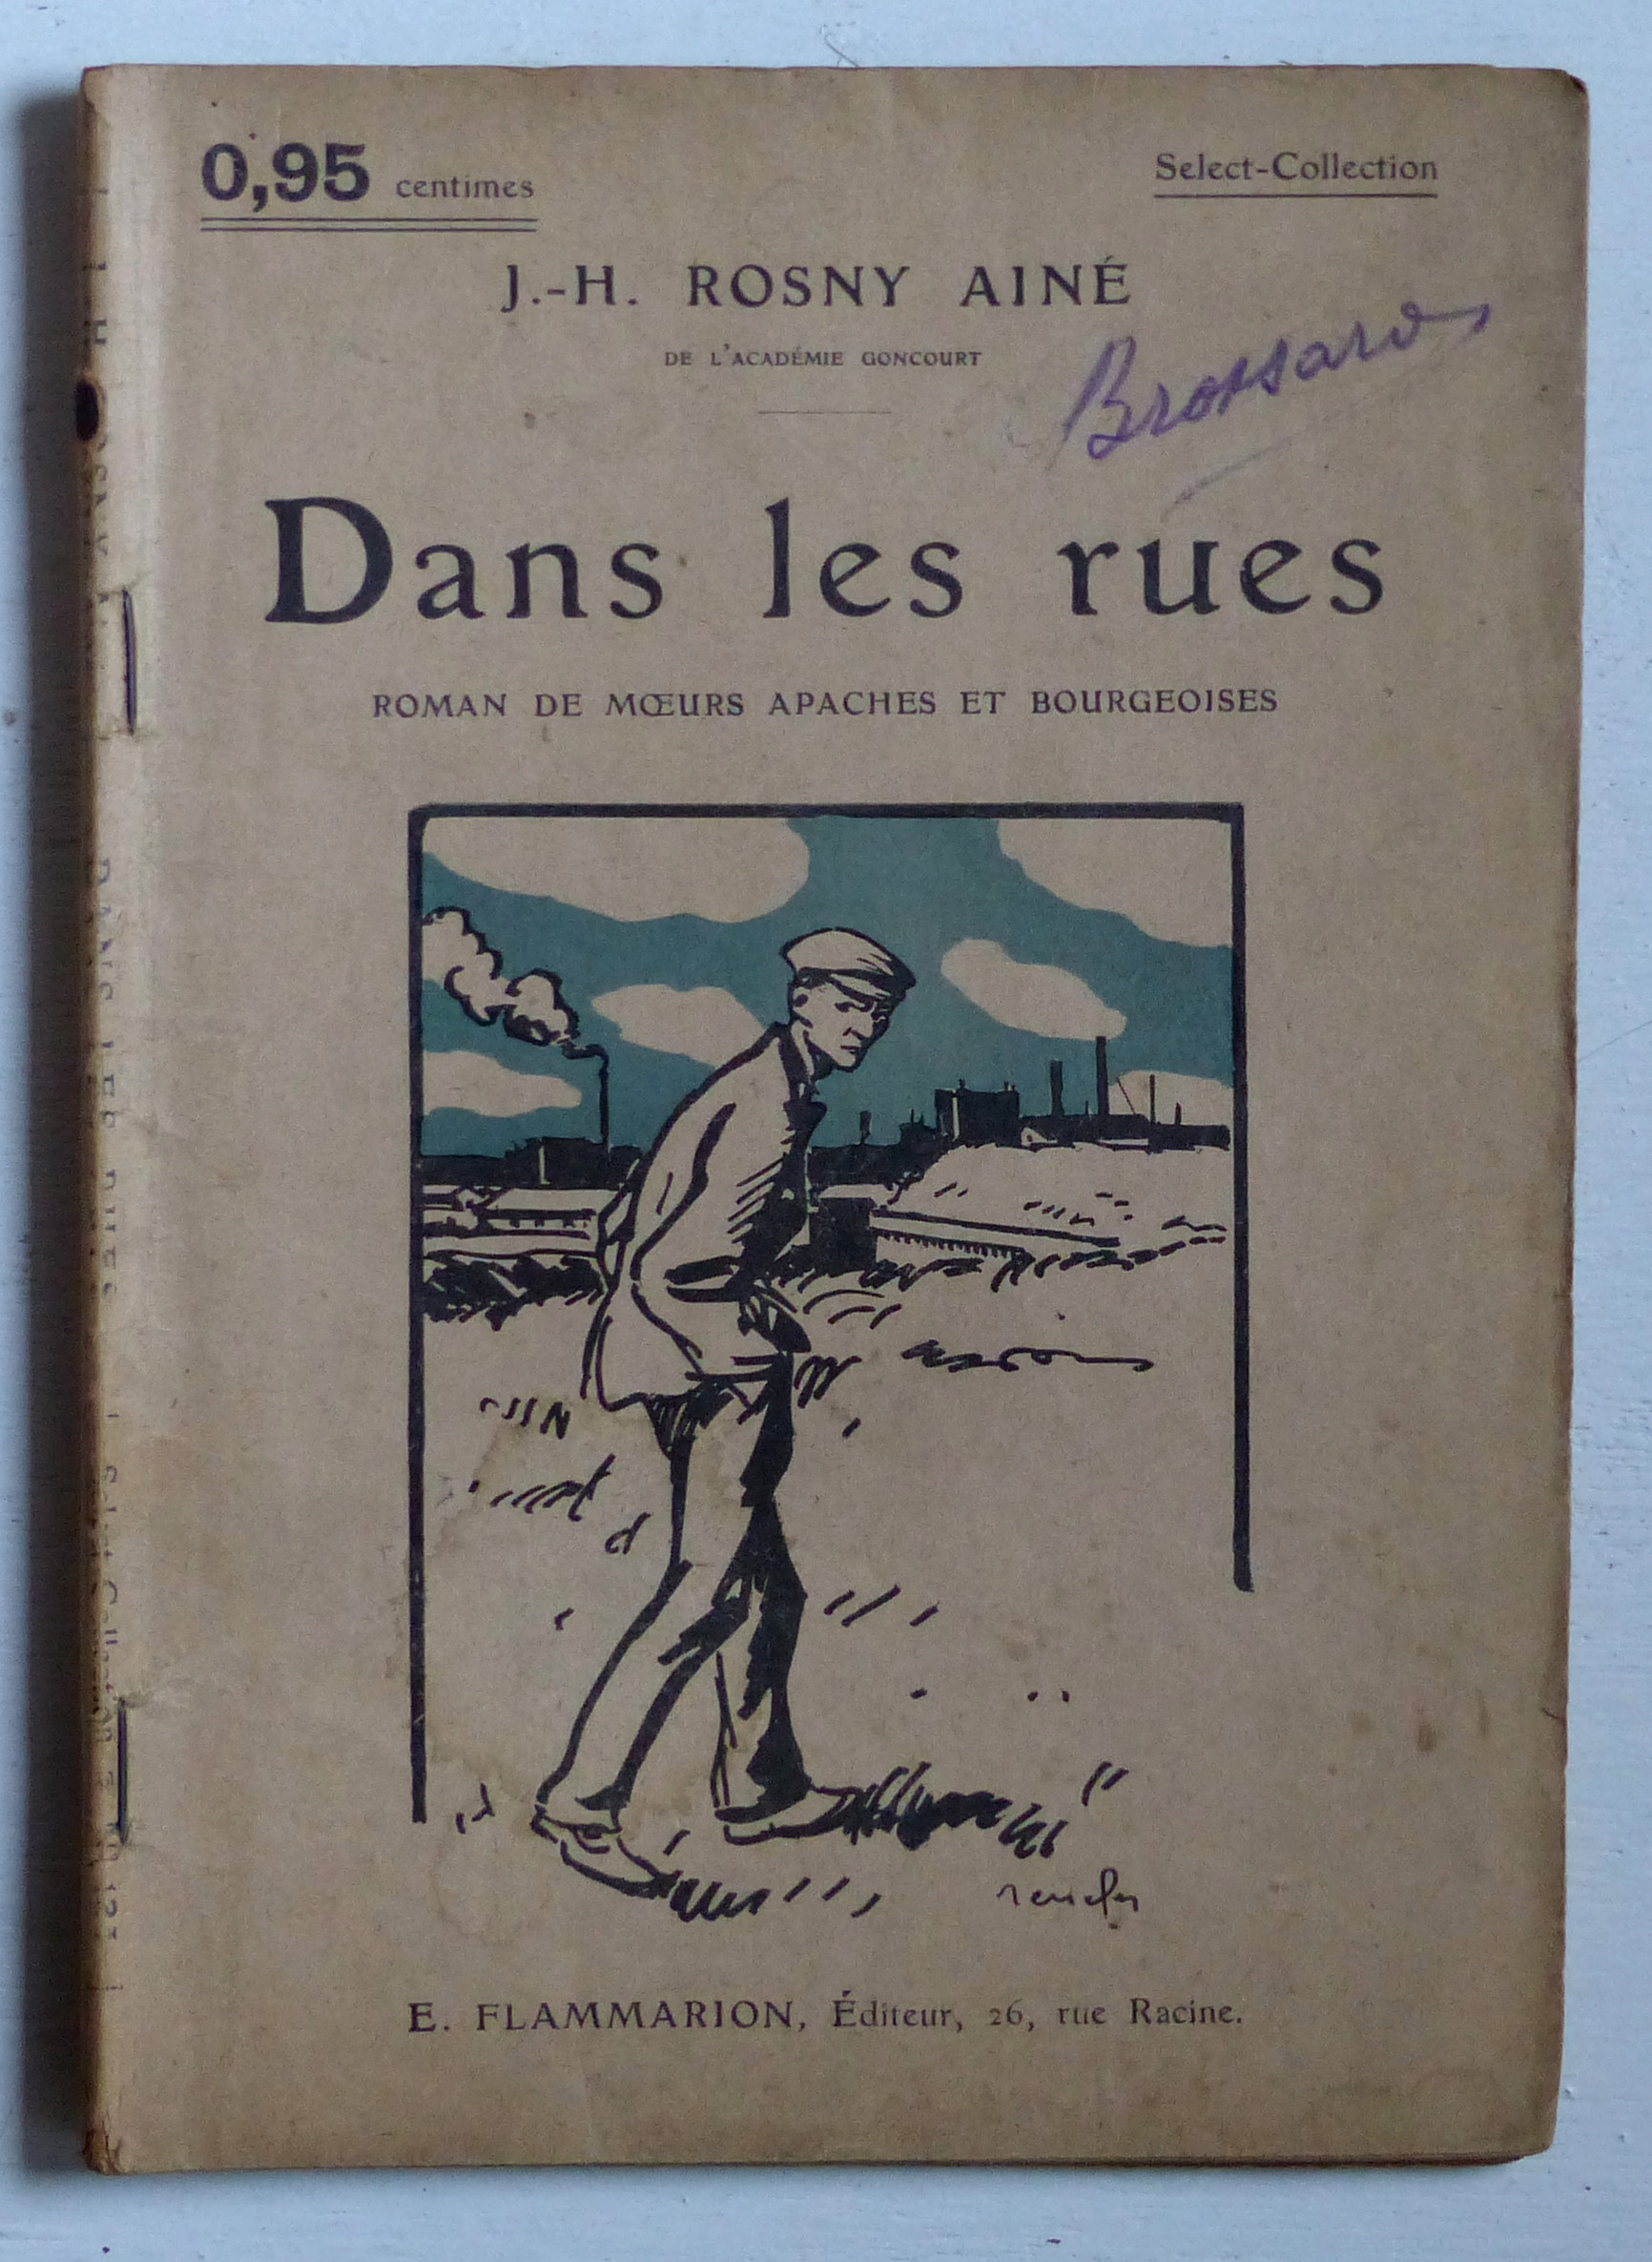 0,95 centimes
Select-Collection
J.-H. ROSNY AINÉ
DE L'ACADÉMIE GONCOURT
Brossard
Dans les rues
ROMAN DE MŒURS APACHES ET BOURGEOISES
E. FLAMMARION, Éditeur, 26, rue Racine.